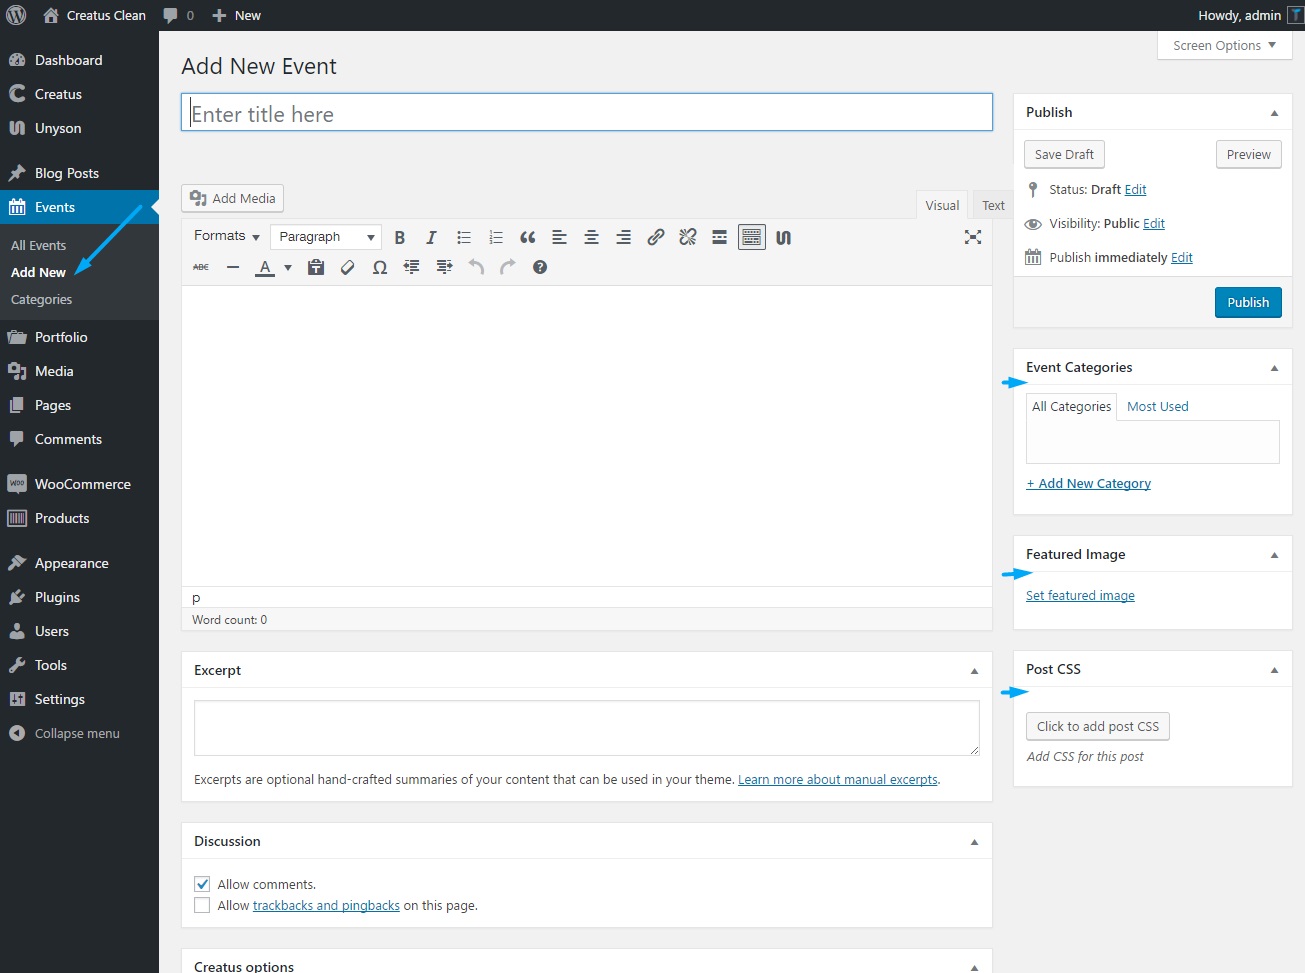 Creatus Clean 0 New Howdy, admin
Screen Options
Dashboard
Creatus
Unyson
Blog Posts
Events
All Events
Add New
Categories
Portfolio
Media
Pages
Comments
WooCommerce
Products
Appearance
Plugins
Users
Tools
Settings
Collapse menu
Add New Event
Enter title here
Add Media
Visual Text
Formats Paragraph
ABC
p
Word count: 0
Excerpt
Excerpts are optional hand-crafted summaries of your content that can be used in your theme. Learn more about manual excerpts.
Discussion
Allow comments.
Allow trackbacks and pingbacks on this page.
Creatus options
Publish
Save Draft Preview
Status: Draft Edit
Visibility: Public Edit
Publish immediately Edit
Publish
Event Categories
All Categories Most Used
+ Add New Category
Featured Image
Set featured image
Post CSS
Click to add post CSS
Add CSS for this post